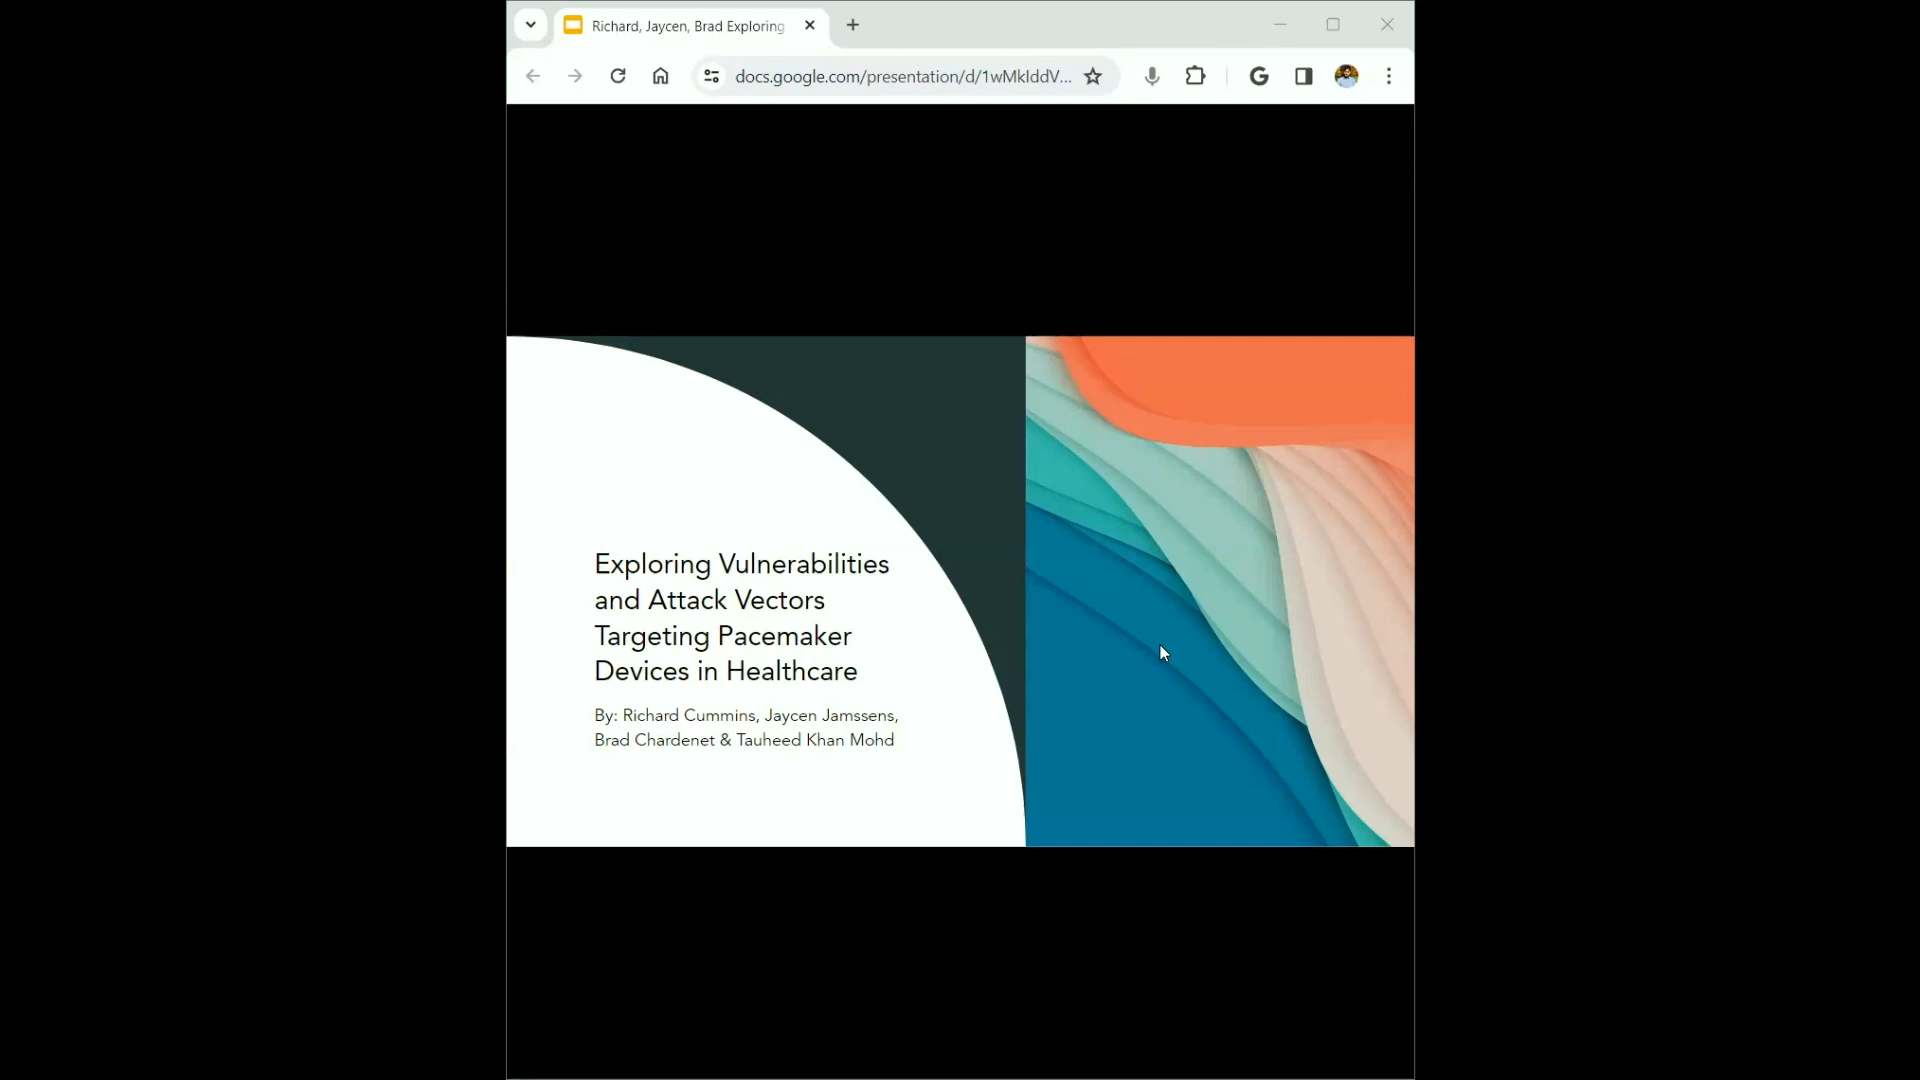 Richard, Jaycen, Brad Exploring
docs.google.com/presentation/d/1wMkIddV...
Exploring Vulnerabilities
and Attack Vectors
Targeting Pacemaker
Devices in Healthcare
By: Richard Cummins, Jaycen Jamssens,
Brad Chardenet & Tauheed Khan Mohd